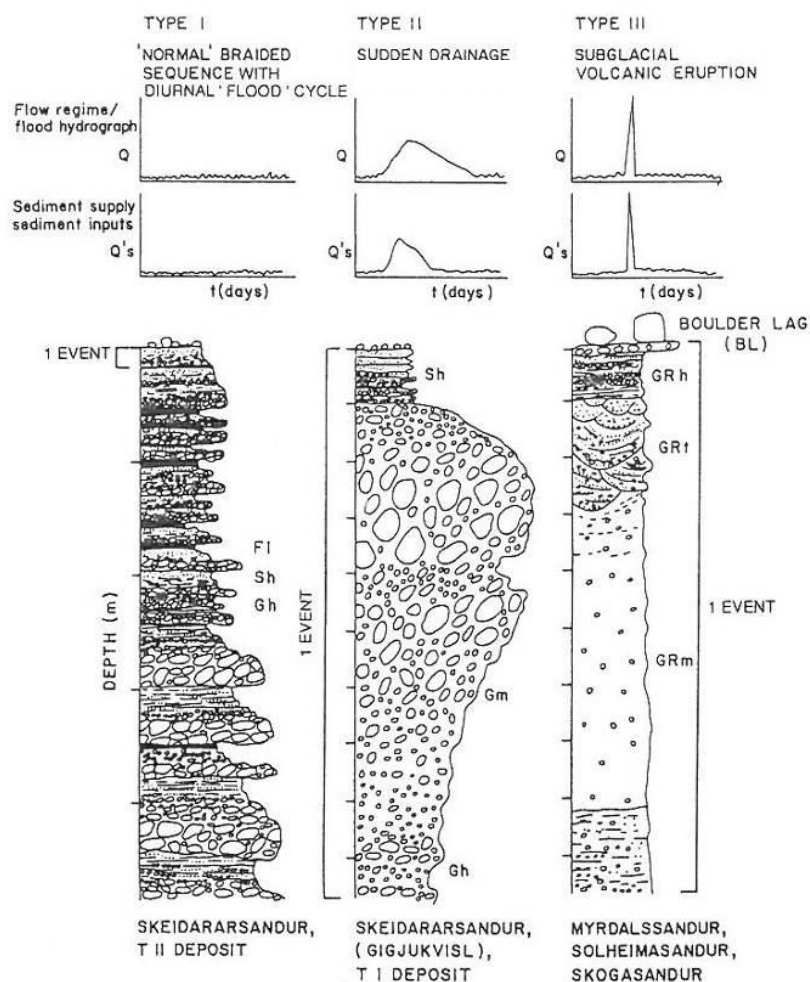 TYPE I
'NORMAL' BRAIDED
SEQUENCE WITH
DIURNAL 'FLOOD' CYCLE
TYPE II
SUDDEN DRAINAGE
TYPE III
SUBGLACIAL
VOLCANIC ERUPTION
Flow regime/
flood hydrograph
Q
Q
Q
Sediment supply
sediment inputs
Q's
Q's
Q's
t(days)
t(days)
t(days)
1 EVENT
DEPTH (m)
Fl
Sh
Gh
1 EVENT
Sh
Gm
Gh
BOULDER LAG
(BL)
GRh
GRt
GRm
1 EVENT
SKEIDARARSANDUR,
T II DEPOSIT
SKEIDARARSANDUR,
(GIGJUKVISL),
T I DEPOSIT
MYRDALSSANDUR,
SOLHEIMASANDUR,
SKOGASANDUR